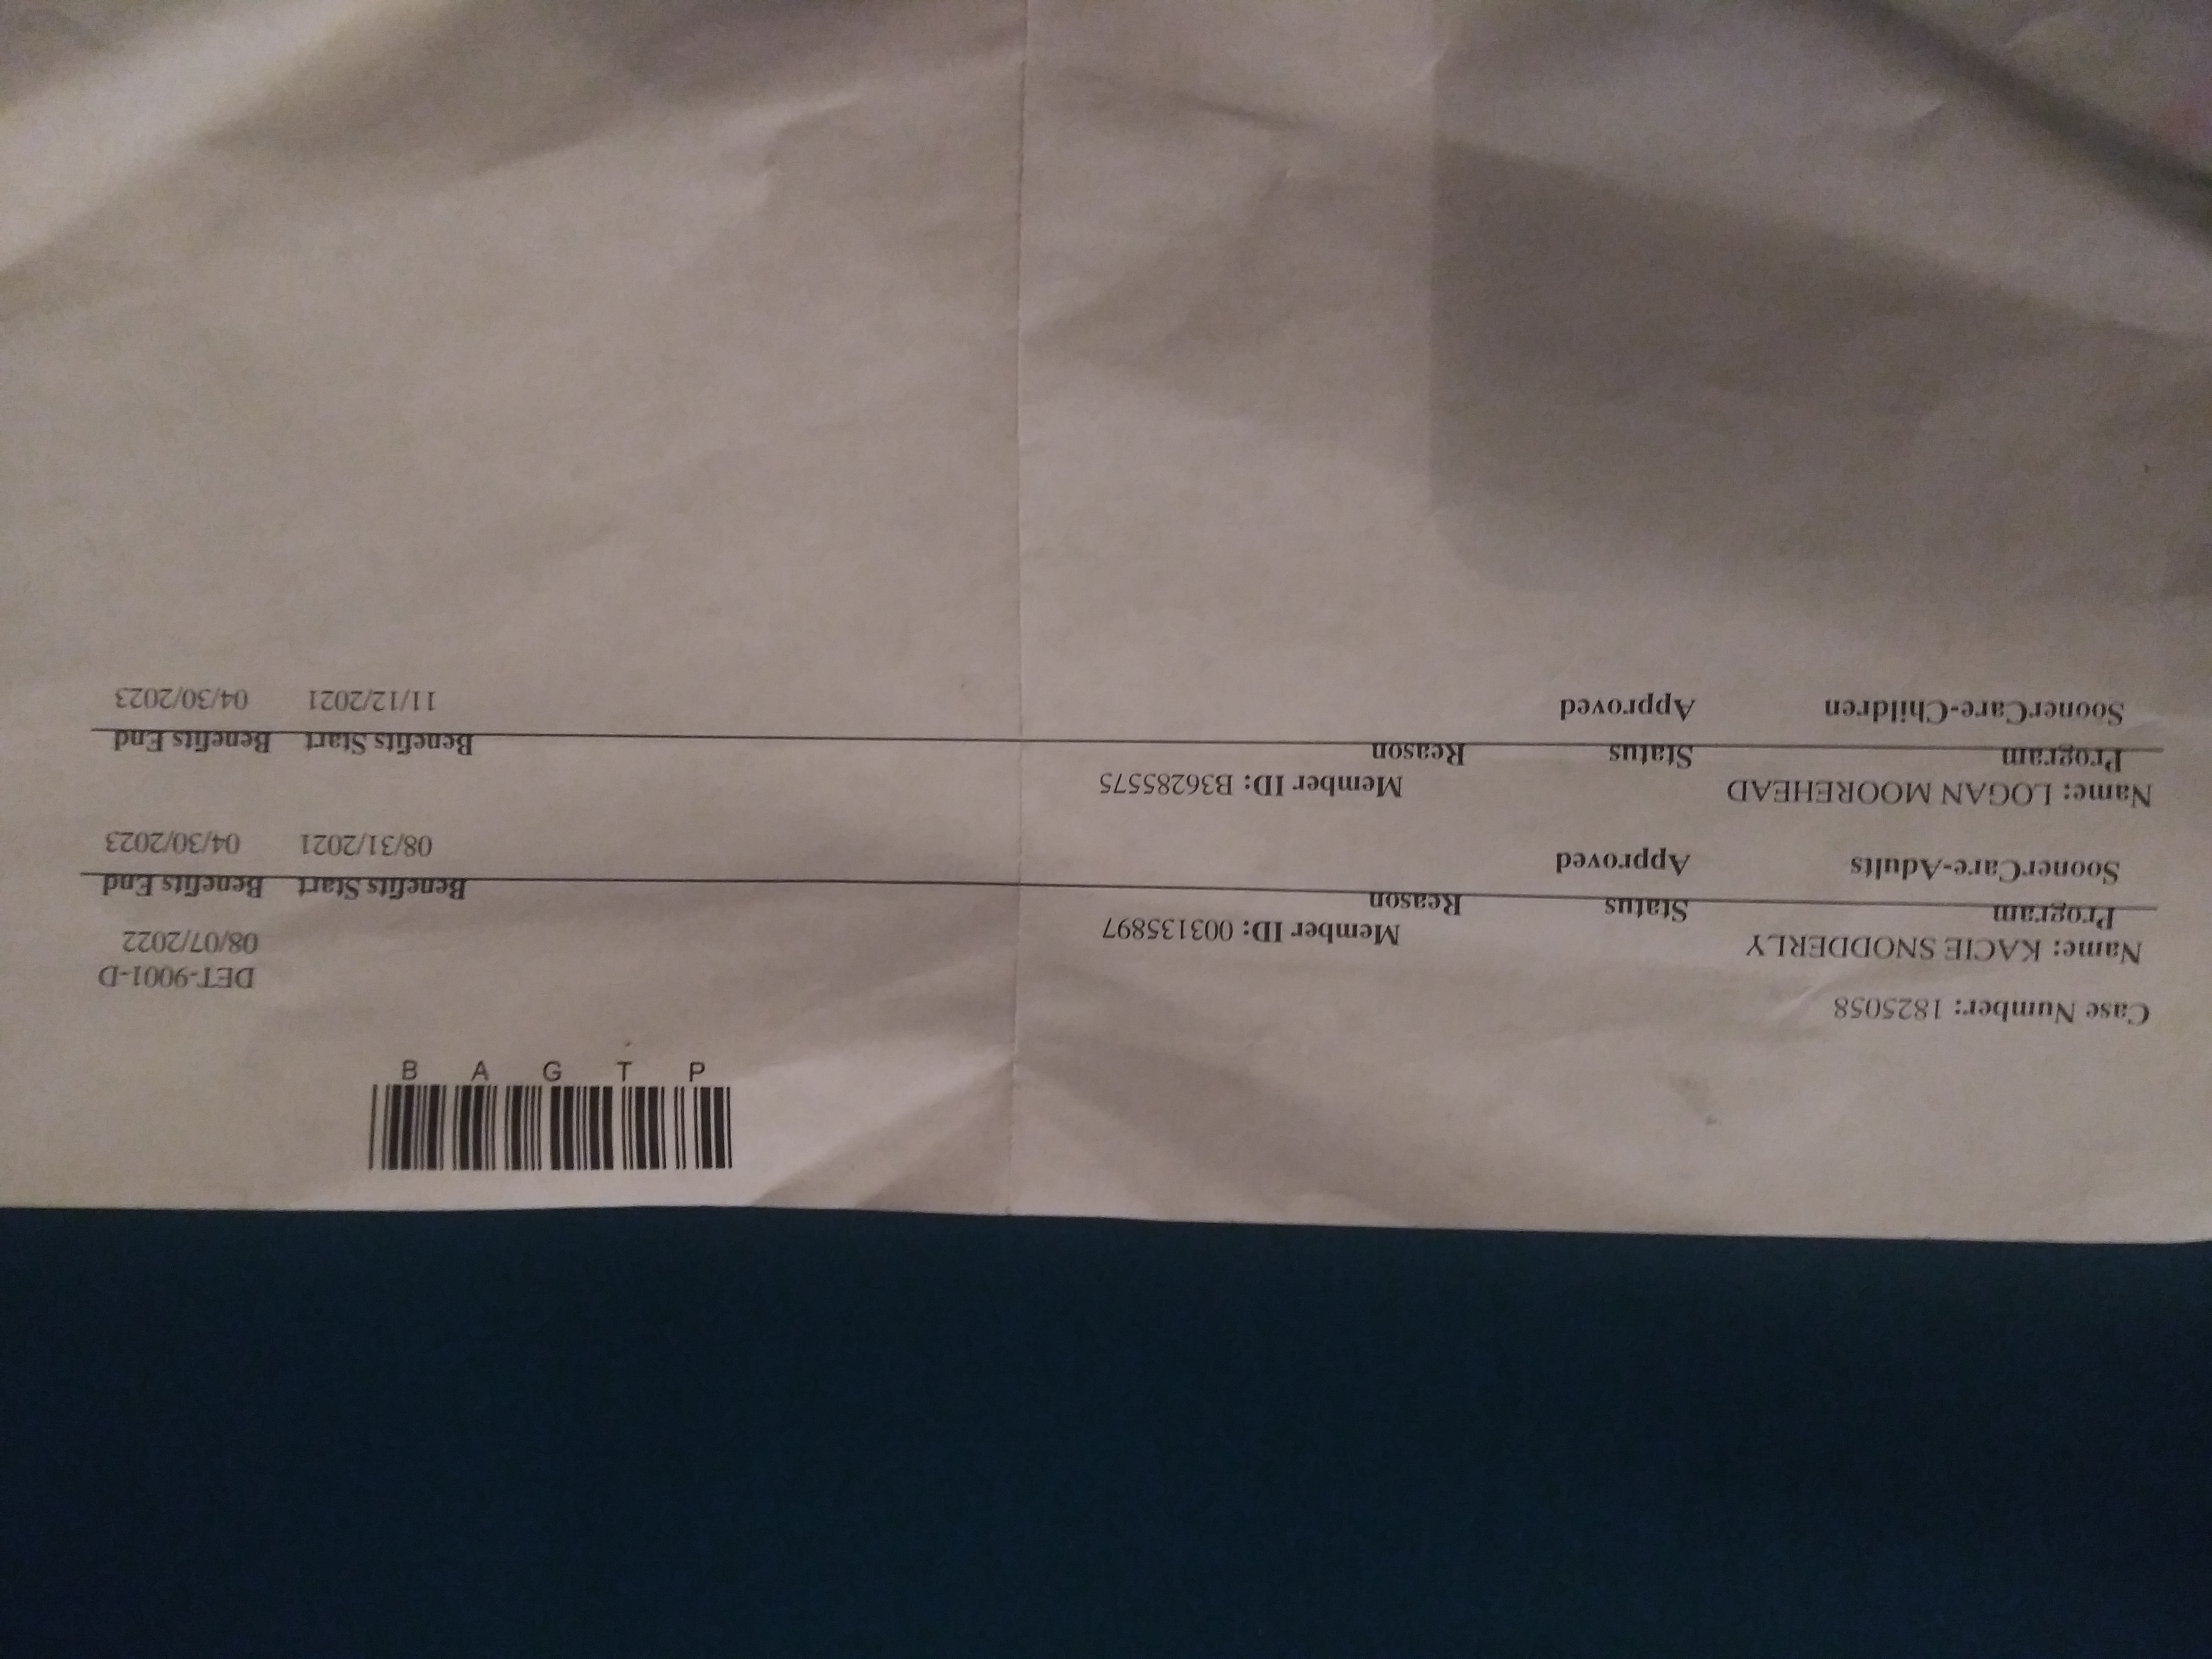 B A G T P
DET-9001-D
Case Number: 1825058
08/07/2022
Name: KACIE SNODDERLY Member ID: 003135897
Program Status Reason Benefits Start Benefits End
SoonerCare-Adults Approved 08/31/2021 04/30/2023
Name: LOGAN MOOREHEAD Member ID: B36285575
Program Status Reason Benefits Start Benefits End
SoonerCare-Children Approved 11/12/2021 04/30/2023